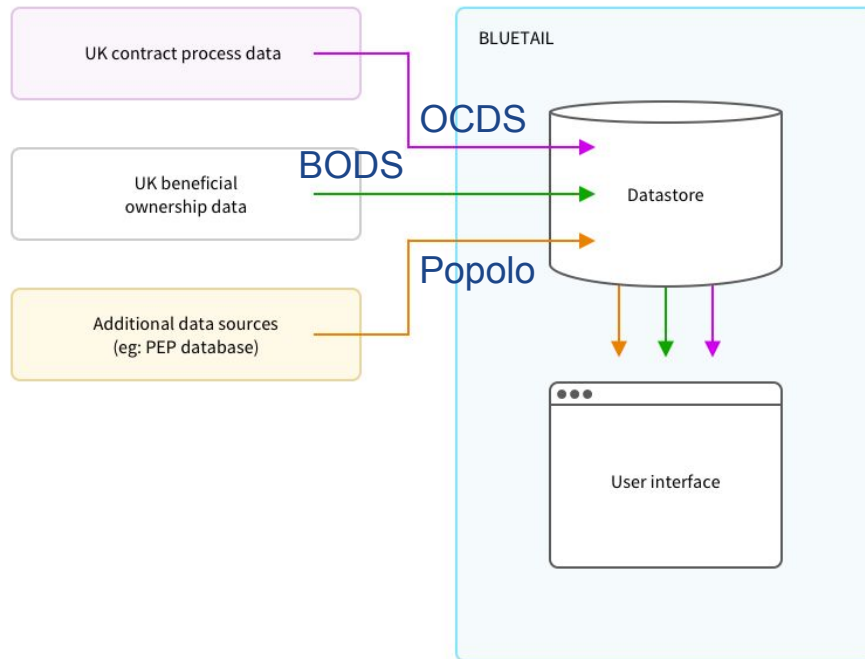 UK contract process data
BLUETAIL
OCDS
BODS
UK beneficial
ownership data
Datastore
Popolo
Additional data sources
(eg: PEP database)
User interface